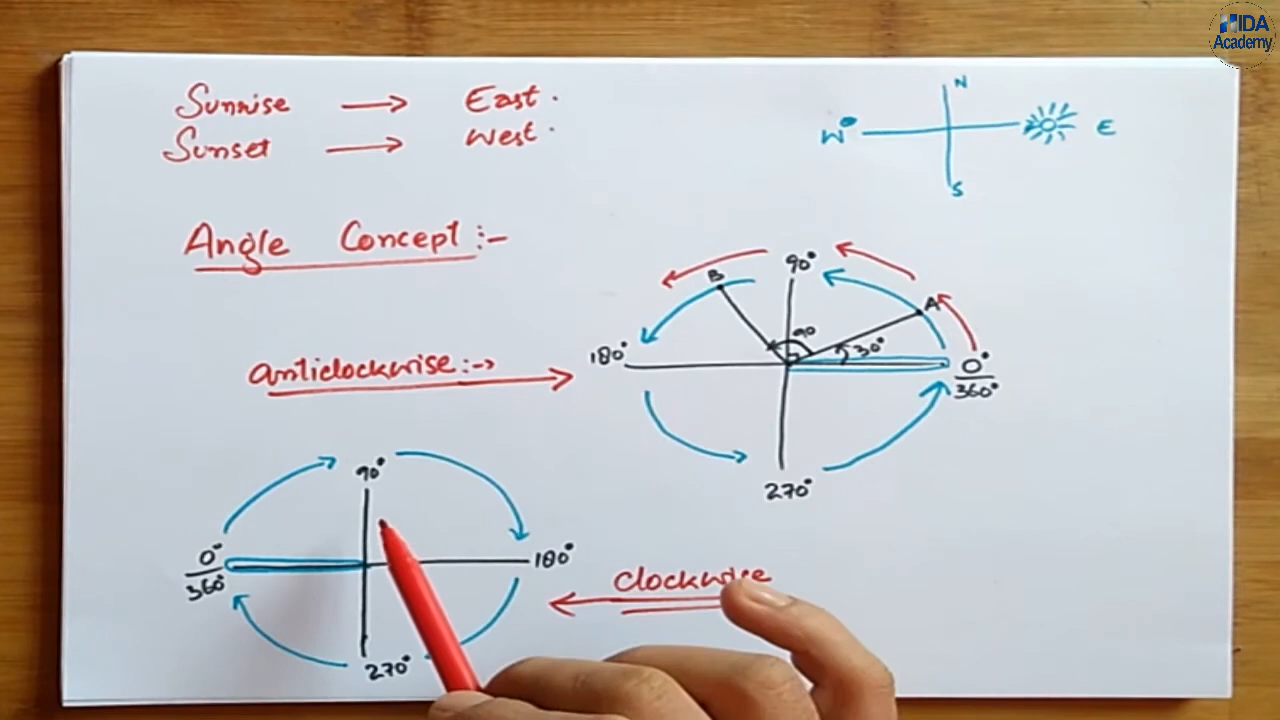 HIDA
Academy
Sunrise → East.
Sunset → West.
N
W E
S
Angle Concept :-
90°
B
A
90
30°
180°
0°
360°
270°
anticlockwise :→
90°
0°
360°
180°
270°
clockwise